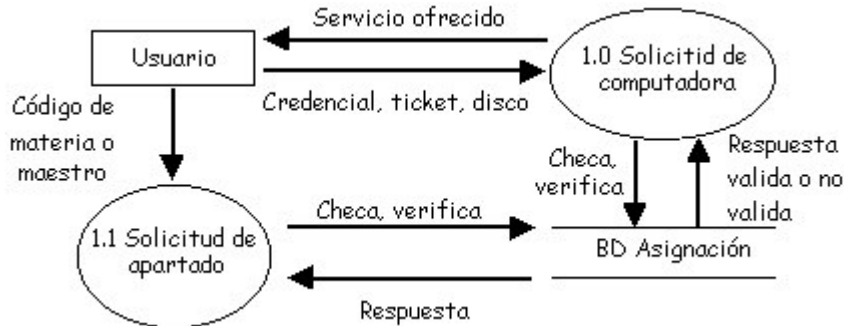 Servicio ofrecido
Usuario
1.0 Solicitid de
computadora
Credencial, ticket, disco
Código de
materia o
maestro
Checa,
verifica
Respuesta
valida o no
valida
1.1 Solicitud de
apartado
Checa, verifica
BD Asignación
Respuesta